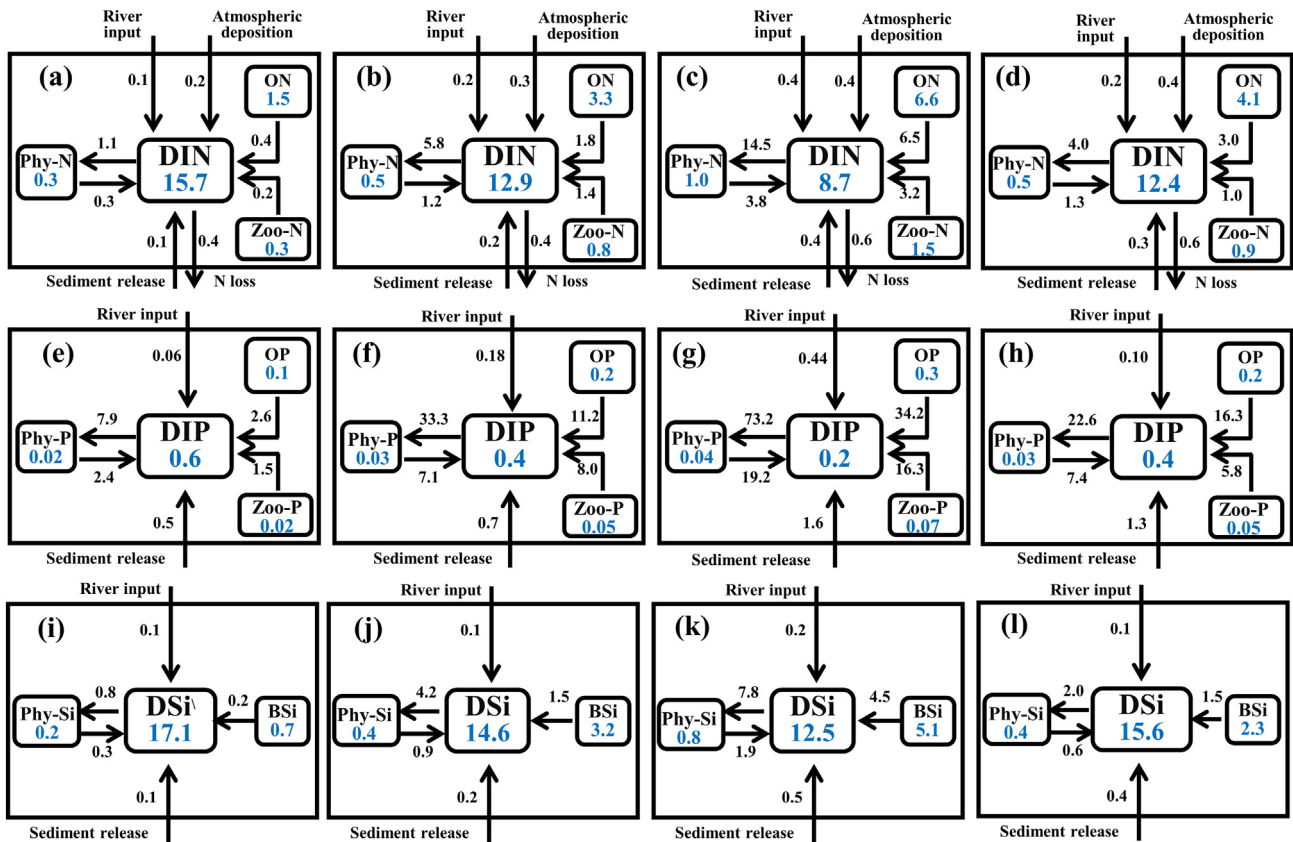 River input
Atmospheric deposition
River input
Atmospheric deposition
River input
Atmospheric deposition
River input
Atmospheric deposition
(a)
0.1
0.2
ON
1.5
1.1
0.4
Phy-N
0.3
DIN
15.7
0.3
0.2
Zoo-N
0.3
0.1
0.4
Sediment release
N loss
(b)
0.2
0.3
ON
3.3
5.8
1.8
Phy-N
0.5
DIN
12.9
1.2
1.4
Zoo-N
0.8
0.2
0.4
Sediment release
N loss
(c)
0.4
0.4
ON
6.6
14.5
6.5
Phy-N
1.0
DIN
8.7
3.8
3.2
Zoo-N
1.5
0.4
0.6
Sediment release
N loss
(d)
0.2
0.4
ON
4.1
4.0
3.0
Phy-N
0.5
DIN
12.4
1.3
1.0
Zoo-N
0.9
0.3
0.6
Sediment release
N loss
River input
(e)
0.06
OP
0.1
7.9
2.6
Phy-P
0.02
DIP
0.6
2.4
1.5
Zoo-P
0.02
0.5
Sediment release
River input
(f)
0.18
OP
0.2
33.3
11.2
Phy-P
0.03
DIP
0.4
7.1
8.0
Zoo-P
0.05
0.7
Sediment release
River input
(g)
0.44
OP
0.3
73.2
34.2
Phy-P
0.04
DIP
0.2
19.2
16.3
Zoo-P
0.07
1.6
Sediment release
River input
(h)
0.10
OP
0.2
22.6
16.3
Phy-P
0.03
DIP
0.4
7.4
5.8
Zoo-P
0.05
1.3
Sediment release
River input
(i)
0.1
0.8
0.2
Phy-Si
0.2
DSi\
17.1
BSi
0.7
0.3
0.1
Sediment release
River input
(j)
0.1
4.2
1.5
Phy-Si
0.4
DSi
14.6
BSi
3.2
0.9
0.2
Sediment release
River input
(k)
0.2
7.8
4.5
Phy-Si
0.8
DSi
12.5
BSi
5.1
1.9
0.5
Sediment release
River input
(l)
0.1
2.0
1.5
Phy-Si
0.4
DSi
15.6
BSi
2.3
0.6
0.4
Sediment release